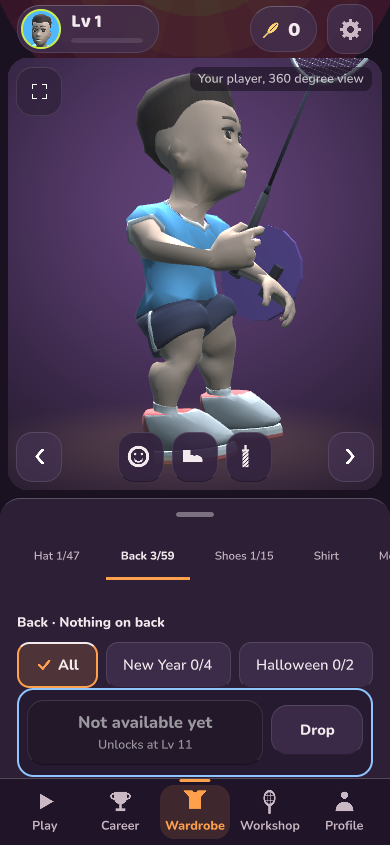 Lv 1
0
Your player, 360 degree view
Hat 1/47
Back 3/59
Shoes 1/15
Shirt
Back · Nothing on back
All
New Year 0/4
Halloween 0/2
Not available yet
Unlocks at Lv 11
Drop
Play
Career
Wardrobe
Workshop
Profile